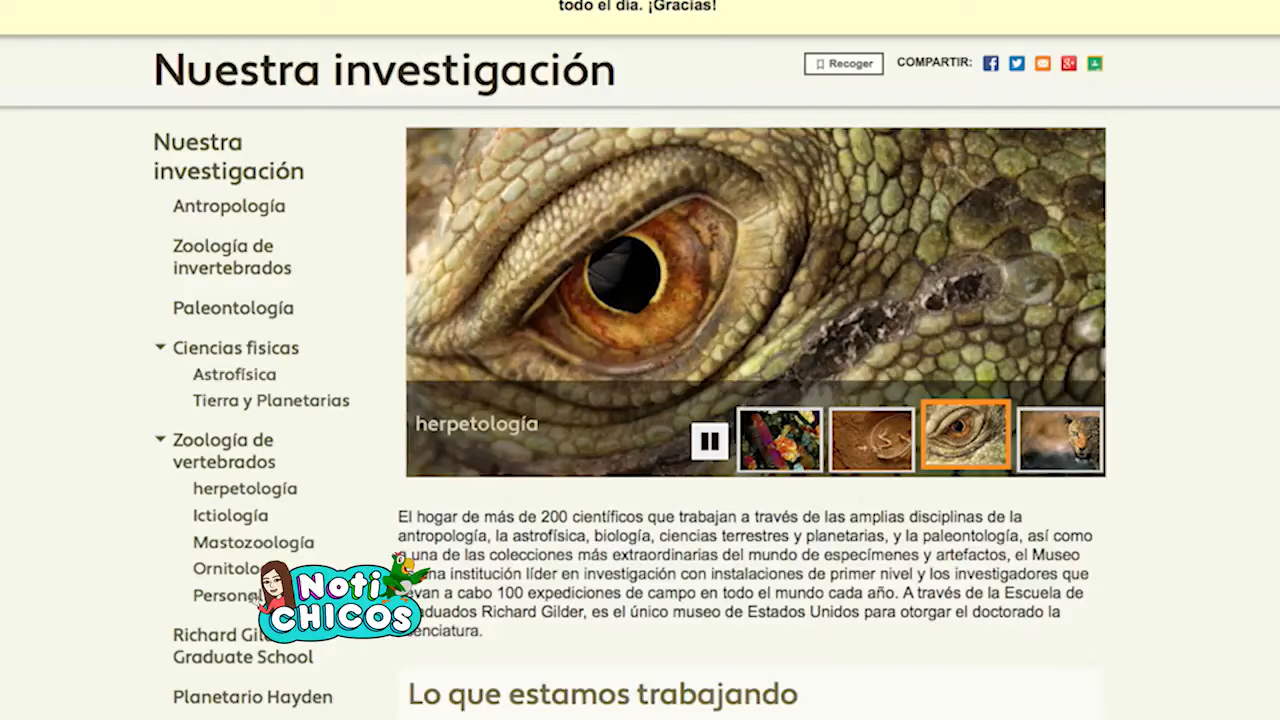 todo el día. ¡Gracias!
Nuestra investigación
Recoger
COMPARTIR:
Nuestra
investigación
Antropología
Zoología de
invertebrados
Paleontología
Ciencias fisicas
Astrofísica
Tierra y Planetarias
Zoología de
vertebrados
herpetología
Ictiología
Mastozoología
Richard
Graduate School
Planetario Hayden
herpetología
El hogar de más de 200 científicos que trabajan a través de las amplias disciplinas de la
antropología, la astrofísica, biología, ciencias terrestres y planetarias, y la paleontología, así como
a una de las colecciones más extraordinarias del mundo de especímenes y artefactos, el Museo
institución líder en investigación con instalaciones de primer nivel y los investigadores que
a cabo 100 expediciones de campo en todo el mundo cada año. A través de la Escuela de
Richard Gilder, es el único museo de Estados Unidos para otorgar el doctorado la
Lo que estamos trabajando
Noti
CHICOS